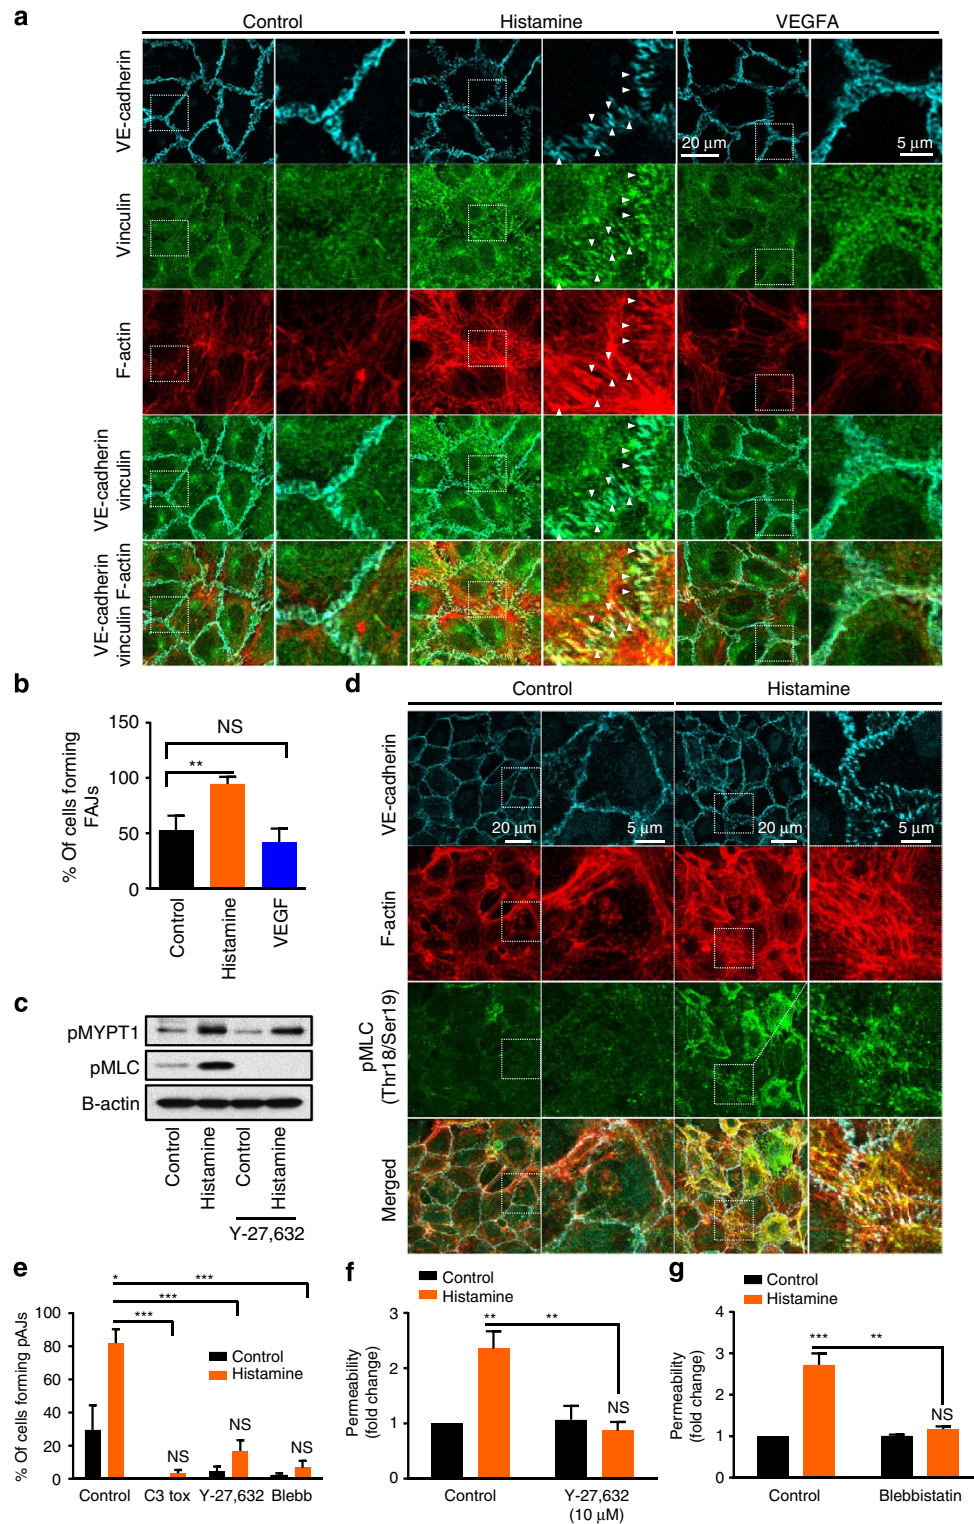 a
Control
Histamine
VEGFA
VE-cadherin
20 µm
5 µm
Vinculin
F-actin
VE-cadherin
vinculin
VE-cadherin
vinculin F-actin
b
% Of cells forming
FAJs
150
100
50
0
NS
**
Control
Histamine
VEGF
c
pMYPT1
pMLC
B-actin
Control
Histamine
Control
Histamine
Y-27,632
d
Control
Histamine
VE-cadherin
20 µm
5 µm
20 µm
5 µm
F-actin
pMLC
(Thr18/Ser19)
Merged
e
% Of cells forming pAJs
100
80
60
40
20
0
*
***
***
***
Control
Histamine
NS
NS
NS
Control
C3 tox
Y-27,632
Blebb
f
Control
Histamine
Permeability
(fold change)
3
2
1
0
**
**
NS
Control
Y-27,632
(10 µM)
g
Control
Histamine
Permeability
(fold change)
4
3
2
1
0
***
**
NS
Control
Blebbistatin